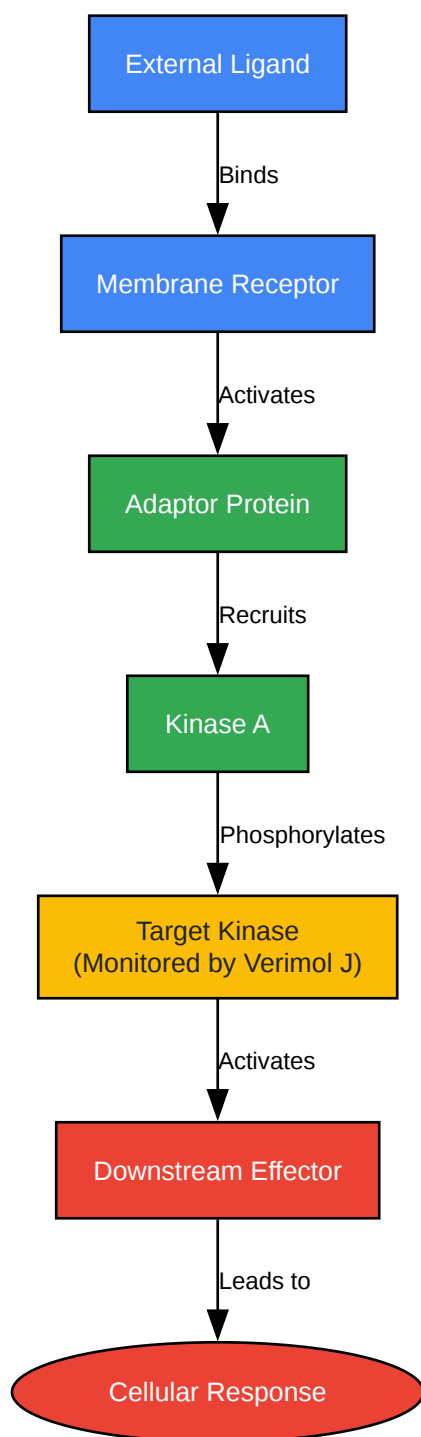 External Ligand
Binds
Membrane Receptor
Activates
Adaptor Protein
Recruits
Kinase A
Phosphorylates
Target Kinase
(Monitored by Verimol J)
Activates
Downstream Effector
Leads to
Cellular Response